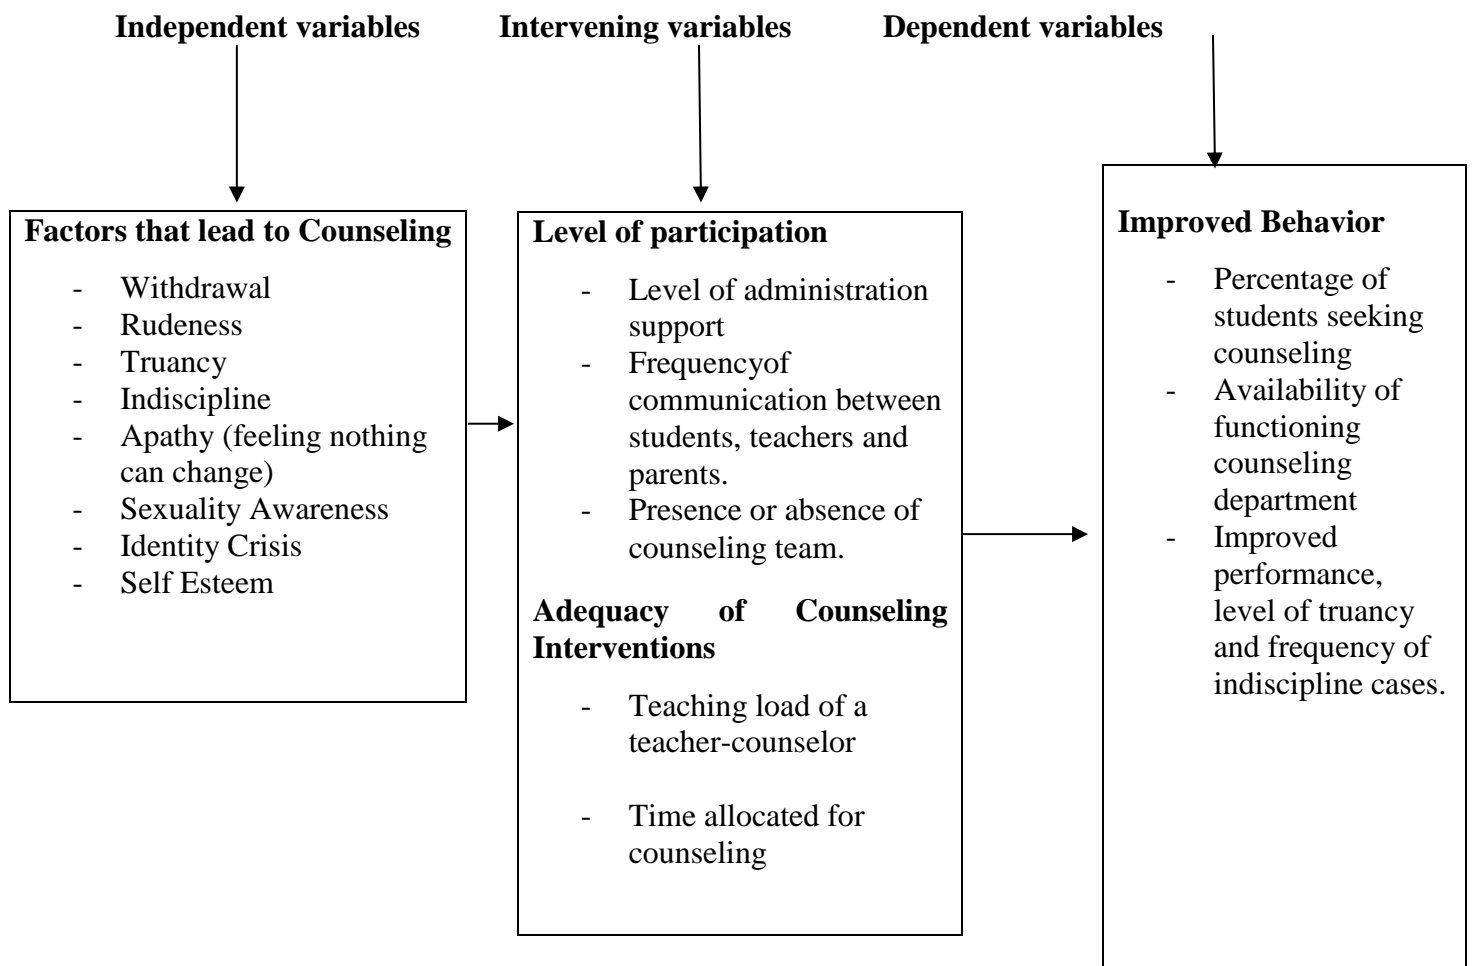 Independent variables
Intervening variables
Dependent variables
Factors that lead to Counseling
- Withdrawal
- Rudeness
- Truancy
- Indiscipline
- Apathy (feeling nothing
can change)
- Sexuality Awareness
- Identity Crisis
- Self Esteem
Level of participation
- Level of administration
support
- Frequencyof
communication between
students, teachers and
parents.
- Presence or absence of
counseling team.
Adequacy of Counseling
Interventions
- Teaching load of a
teacher-counselor
- Time allocated for
counseling
Improved Behavior
- Percentage of
students seeking
counseling
- Availability of
functioning
counseling
department
- Improved
performance,
level of truancy
and frequency of
indiscipline cases.